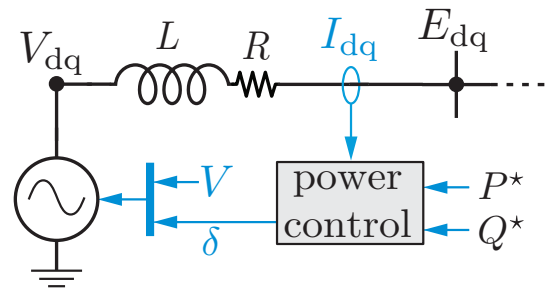 V_dq
L
R
I_dq
E_dq
V
δ
power
control
P⋆
Q⋆